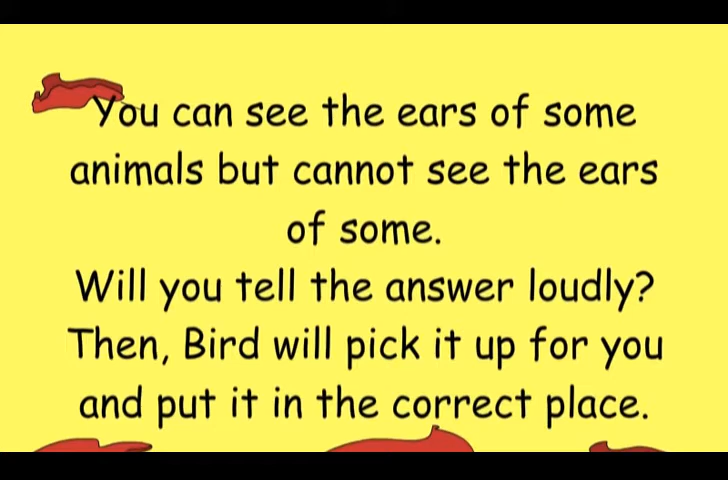 You can see the ears of some
animals but cannot see the ears
of some.
Will you tell the answer loudly?
Then, Bird will pick it up for you
and put it in the correct place.